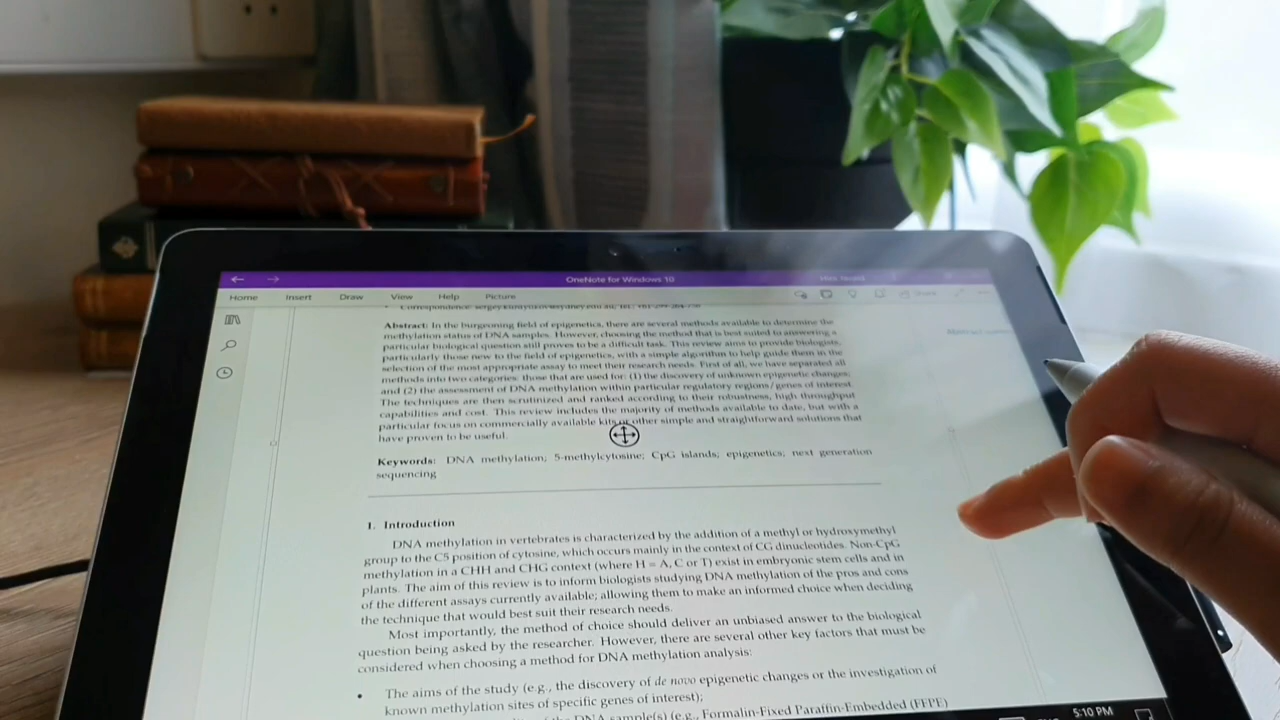 OneNote for Windows 10
Home Insert Draw View Help Picture
Share
Abstract: In the burgeoning field of epigenetics, there are several methods available to determine the
methylation status of DNA samples. However, choosing the method that is best suited to answering a
particular biological question still proves to be a difficult task. This review aims to provide biologists,
particularly those new to the field of epigenetics, with a simple algorithm to help guide them in the
selection of the most appropriate assay to meet their research needs. First of all, we have separated all
methods into two categories: those that are used for: (1) the discovery of unknown epigenetic changes;
and (2) the assessment of DNA methylation within particular regulatory regions/genes of interest.
The techniques are then scrutinized and ranked according to their robustness, high throughput
capabilities and cost. This review includes the majority of methods available to date, but with a
particular focus on commercially available kits or other simple and straightforward solutions that
have proven to be useful.
Keywords: DNA methylation; 5-methylcytosine; CpG islands; epigenetics; next generation
sequencing
1. Introduction
DNA methylation in vertebrates is characterized by the addition of a methyl or hydroxymethyl
group to the C5 position of cytosine, which occurs mainly in the context of CG dinucleotides. Non-CpG
methylation in a CHH and CHG context (where H = A, C or T) exist in embryonic stem cells and in
plants. The aim of this review is to inform biologists studying DNA methylation of the pros and cons
of the different assays currently available; allowing them to make an informed choice when deciding
the technique that would best suit their research needs.
Most importantly, the method of choice should deliver an unbiased answer to the biological
question being asked by the researcher. However, there are several other key factors that must be
considered when choosing a method for DNA methylation analysis:
• The aims of the study (e.g., the discovery of de novo epigenetic changes or the investigation of
known methylation sites of specific genes of interest);
DNA sample(s) (e.g., Formalin-Fixed Paraffin-Embedded (FFPE)
5:10 PM